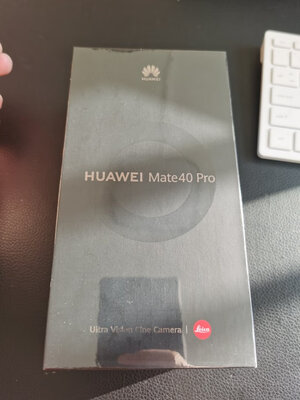 HUAWEI
HUAWEI Mate40 Pro
Ultra Vision Cine Camera | Leica